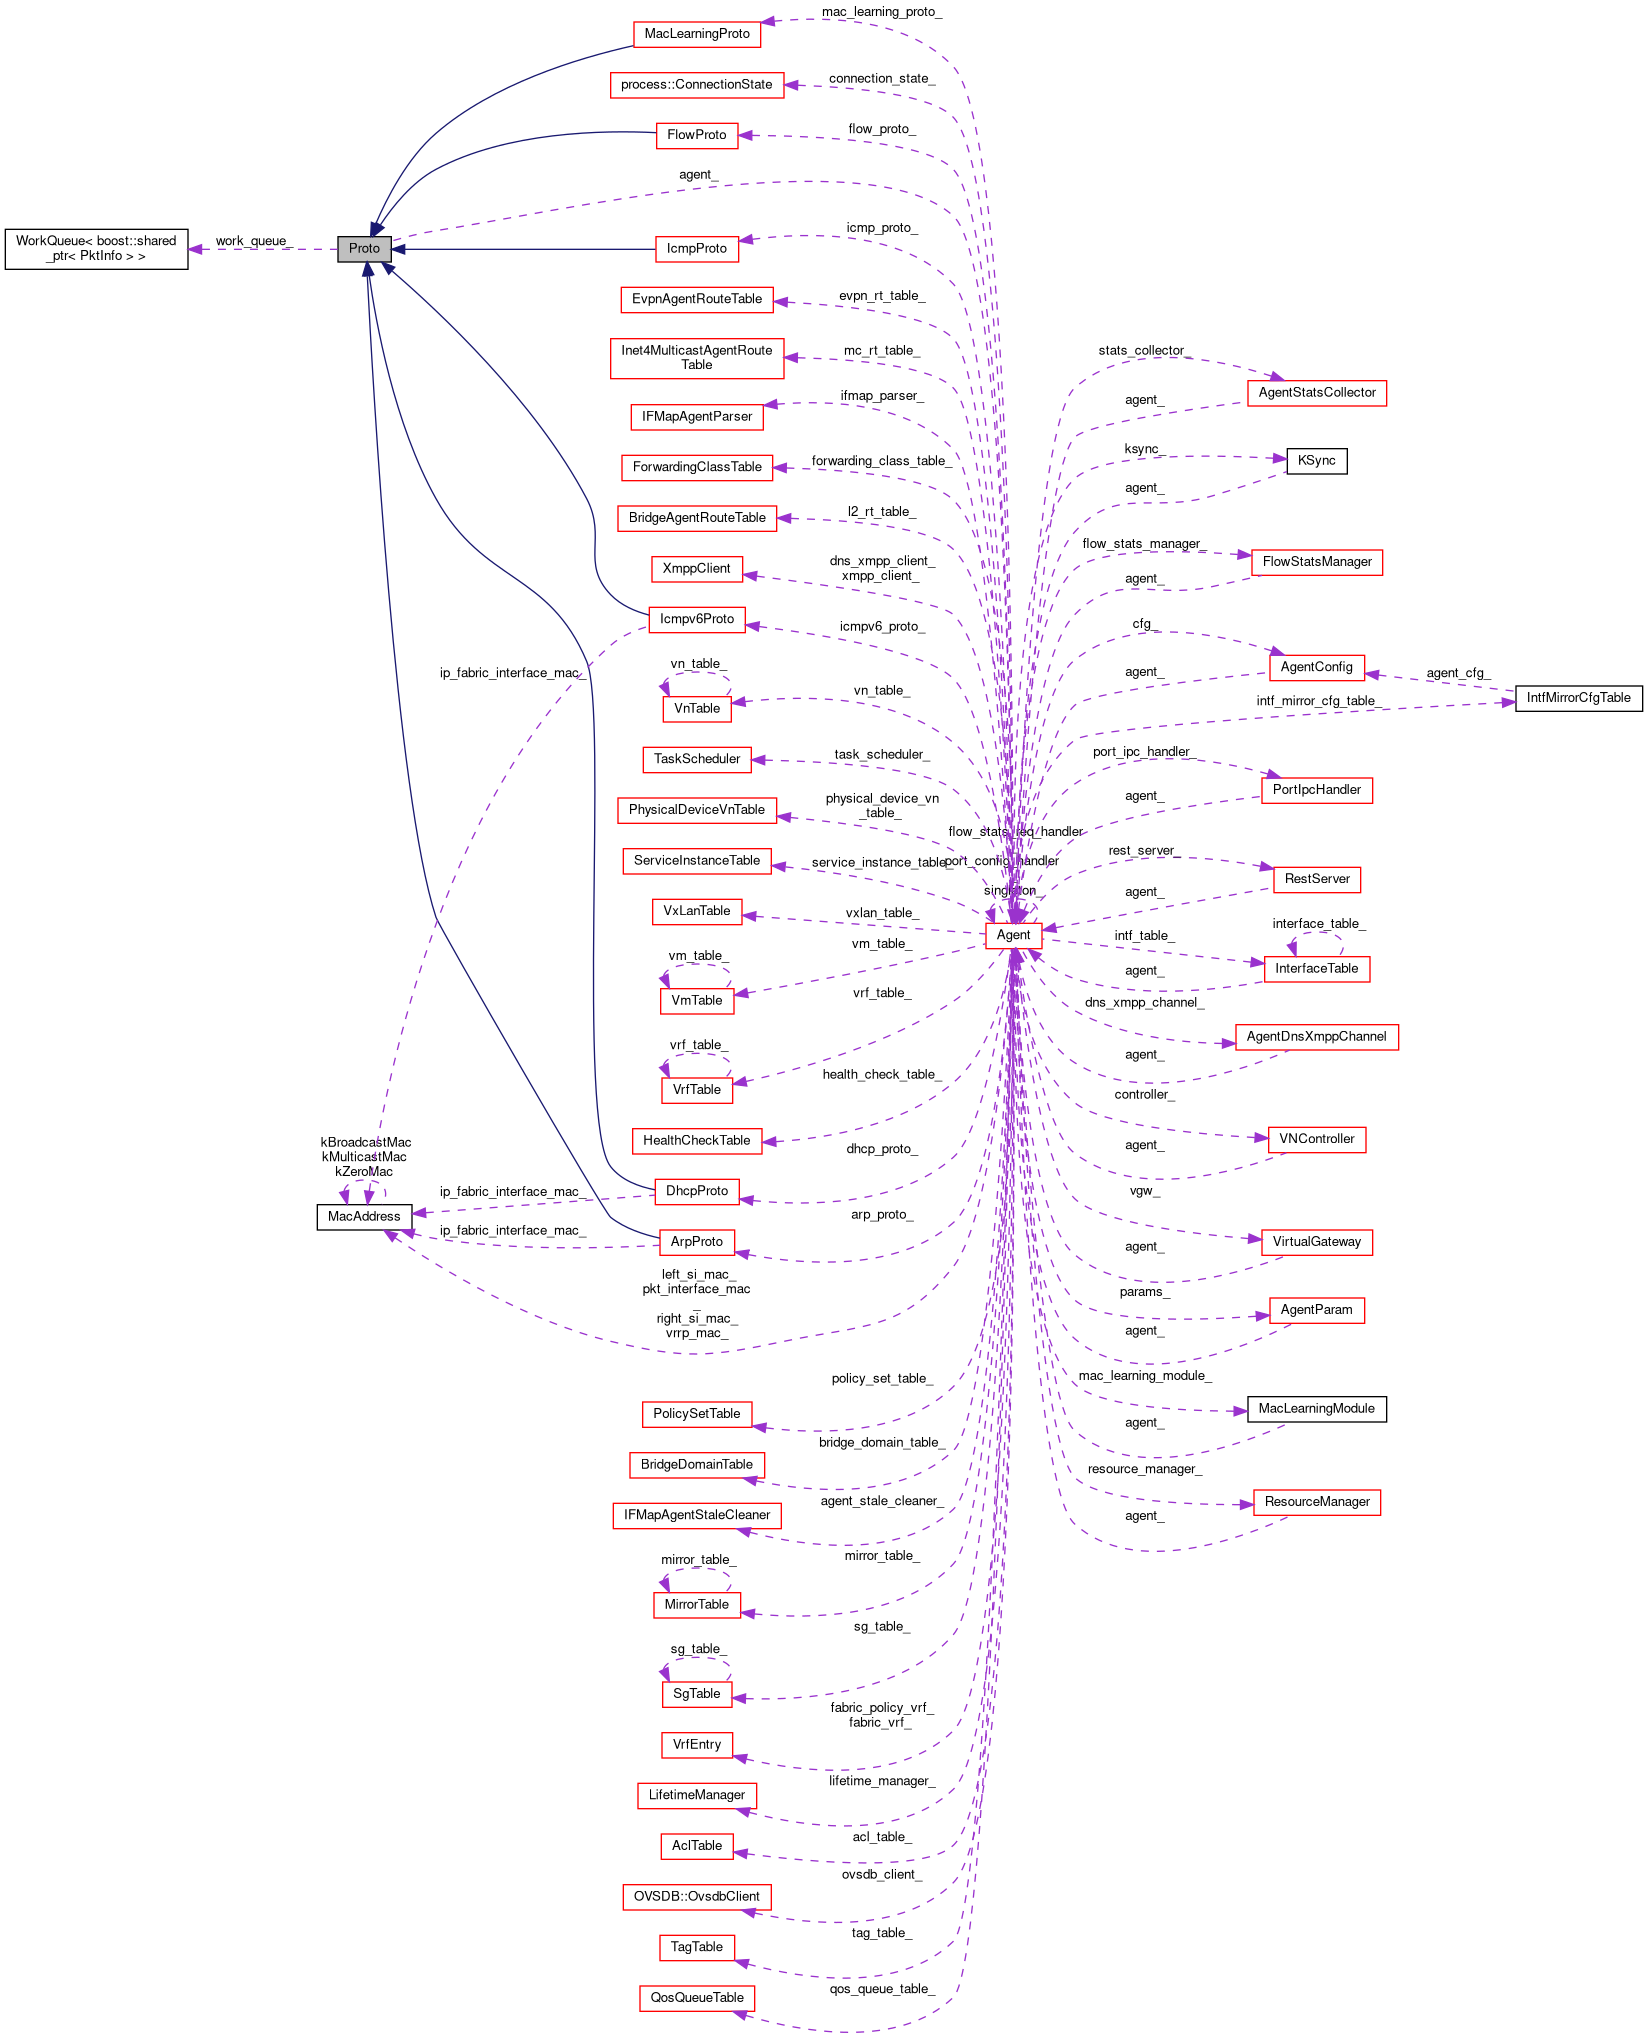 mac_learning_proto_
MacLearningProto
connection_state_
process::ConnectionState
flow_proto_
FlowProto
agent_
WorkQueue< boost::shared
_ptr< PktInfo > >
work_queue_
Proto
icmp_proto_
IcmpProto
evpn_rt_table_
EvpnAgentRouteTable
mc_rt_table_
Inet4MulticastAgentRoute
Table
ifmap_parser_
IFMapAgentParser
forwarding_class_table_
ForwardingClassTable
l2_rt_table_
BridgeAgentRouteTable
dns_xmpp_client_
xmpp_client_
XmppClient
icmpv6_proto_
Icmpv6Proto
ip_fabric_interface_mac_
vn_table_
vn_table_
VnTable
task_scheduler_
TaskScheduler
physical_device_vn
_table_
PhysicalDeviceVnTable
service_instance_table_
ServiceInstanceTable
vxlan_table_
VxLanTable
vm_table_
vm_table_
VmTable
vrf_table_
vrf_table_
VrfTable
health_check_table_
HealthCheckTable
dhcp_proto_
DhcpProto
ip_fabric_interface_mac_
kBroadcastMac
kMulticastMac
kZeroMac
MacAddress
arp_proto_
ArpProto
ip_fabric_interface_mac_
left_si_mac_
pkt_interface_mac
_
right_si_mac_
vrrp_mac_
policy_set_table_
PolicySetTable
bridge_domain_table_
BridgeDomainTable
agent_stale_cleaner_
IFMapAgentStaleCleaner
mirror_table_
mirror_table_
MirrorTable
sg_table_
sg_table_
SgTable
fabric_policy_vrf_
fabric_vrf_
VrfEntry
lifetime_manager_
LifetimeManager
acl_table_
AclTable
ovsdb_client_
OVSDB::OvsdbClient
tag_table_
TagTable
qos_queue_table_
QosQueueTable
flow_stats_req_handler
port_config_handler
singleton_
Agent
stats_collector_
AgentStatsCollector
agent_
ksync_
KSync
agent_
flow_stats_manager_
FlowStatsManager
agent_
cfg_
AgentConfig
agent_
agent_cfg_
IntfMirrorCfgTable
intf_mirror_cfg_table_
port_ipc_handler_
PortIpcHandler
agent_
rest_server_
RestServer
agent_
interface_table_
intf_table_
InterfaceTable
agent_
dns_xmpp_channel_
AgentDnsXmppChannel
agent_
controller_
VNController
agent_
vgw_
VirtualGateway
agent_
params_
AgentParam
agent_
mac_learning_module_
MacLearningModule
agent_
resource_manager_
ResourceManager
agent_